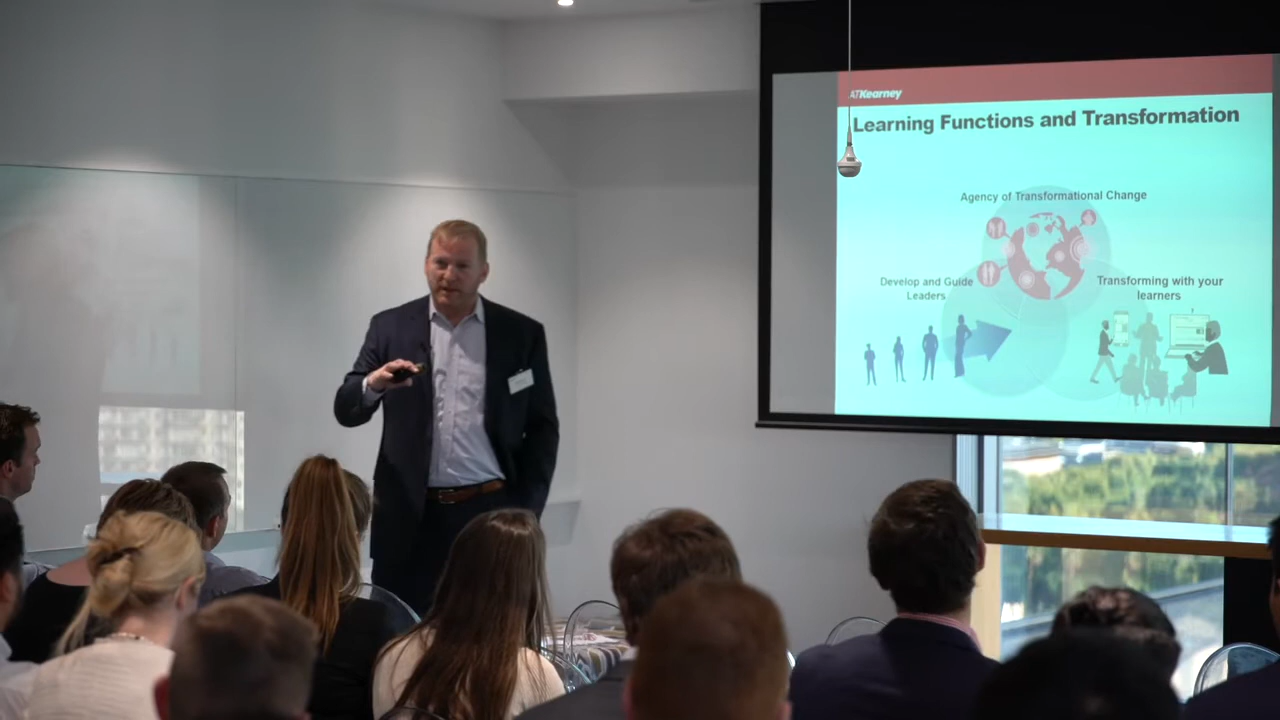 ATKearney
Learning Functions and Transformation
Agency of Transformational Change
Develop and Guide
Leaders
Transforming with your
learners